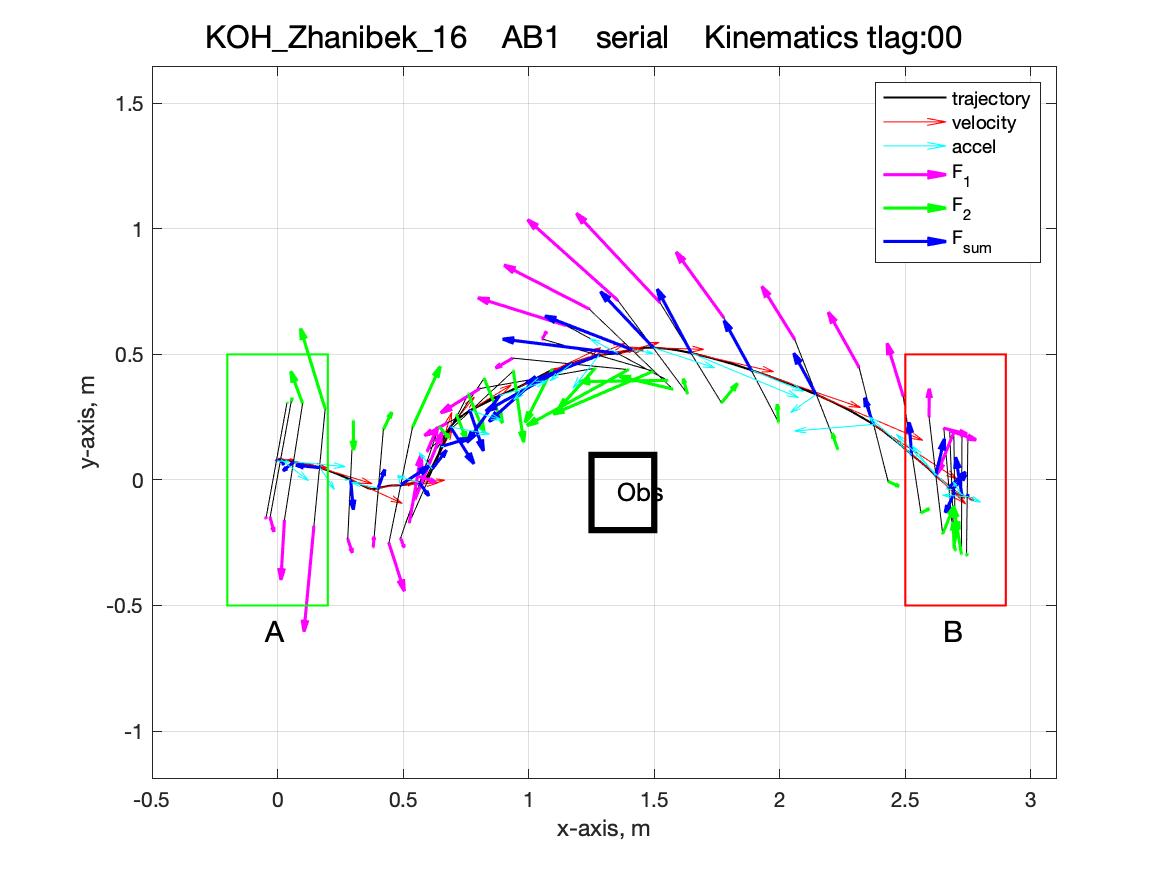 KOH_Zhanibek_16 AB1 serial Kinematics tlag:00
trajectory
velocity
accel
F1
F2
Fsum
1.5
1
0.5
0
-0.5
-1
y-axis, m
Obs
A
B
-0.5 0 0.5 1 1.5 2 2.5 3
x-axis, m